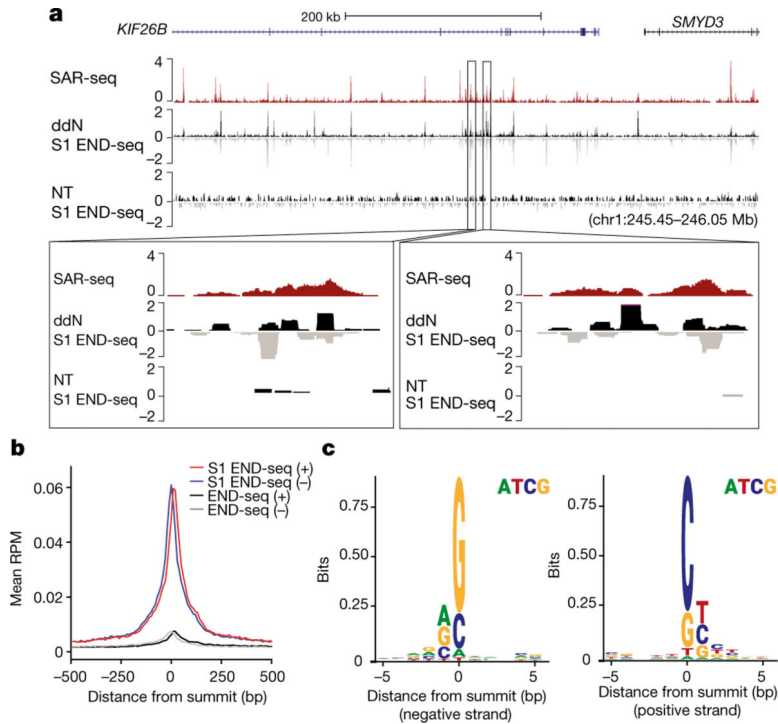 a
200 kb
KIF26B
SMYD3
SAR-seq
4
0
ddN
S1 END-seq
2
0
−2
NT
S1 END-seq
2
0
−2
(chr1:245.45–246.05 Mb)
SAR-seq
4
0
ddN
S1 END-seq
2
0
−2
NT
S1 END-seq
2
0
−2
SAR-seq
4
0
ddN
S1 END-seq
2
0
−2
NT
S1 END-seq
2
0
−2
b
S1 END-seq (+)
S1 END-seq (−)
END-seq (+)
END-seq (−)
Mean RPM
0.06
0.04
0.02
0
−500
−250
0
250
500
Distance from summit (bp)
c
ATCG
Bits
0.75
0.50
0.25
0
G
C
A
A
G
C
−5
0
5
Distance from summit (bp)
(negative strand)
ATCG
Bits
0.75
0.50
0.25
0
C
G
T
T
C
G
−5
0
5
Distance from summit (bp)
(positive strand)